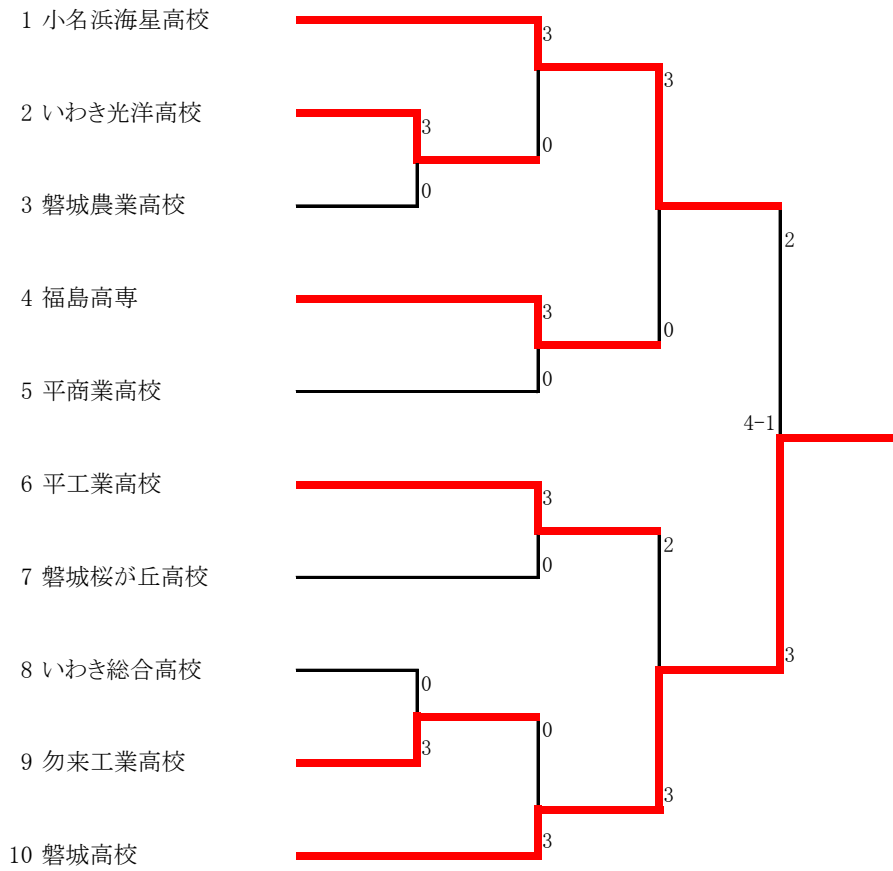 1 小名浜海星高校
3
3
2 いわき光洋高校
3
0
0
3 磐城農業高校
2
4 福島高専
3
0
0
5 平商業高校
4-1
6 平工業高校
3
2
0
7 磐城桜が丘高校
3
8 いわき総合高校
0
0
9 勿来工業高校
3
3
3
10 磐城高校